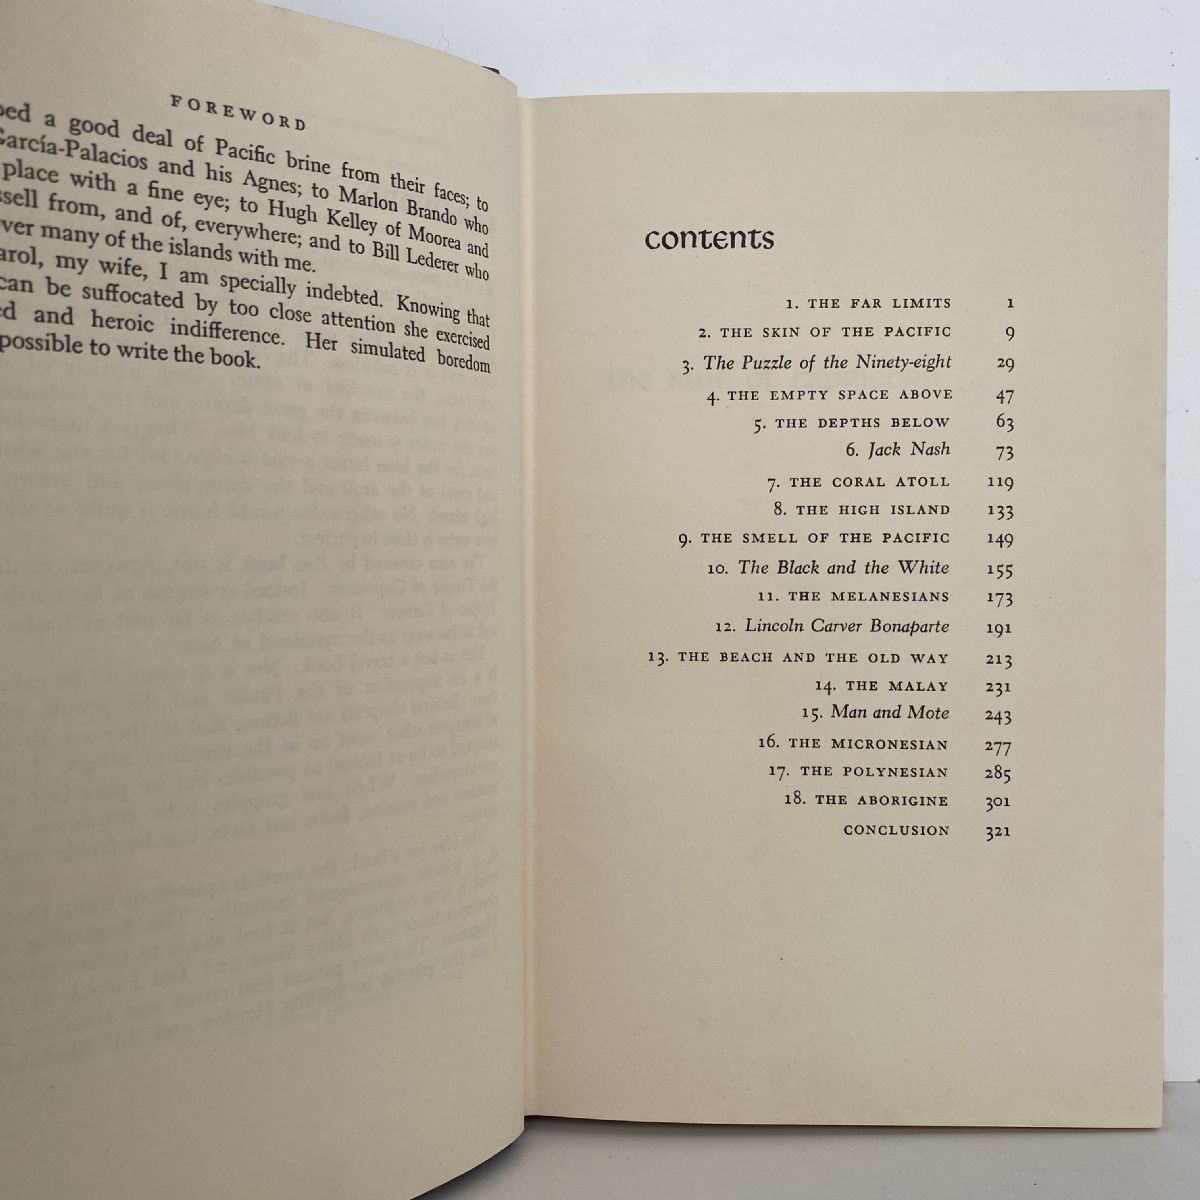 FOREWORD
a good deal of Pacific brine from their faces; to
García-Palacios and his Agnes; to Marlon Brando who
place with a fine eye; to Hugh Kelley of Moorea and
from, and of, everywhere; and to Bill Lederer who
ver many of the islands with me.
arol, my wife, I am specially indebted. Knowing that
can be suffocated by too close attention she exercised
and heroic indifference. Her simulated boredom
possible to write the book.
contents
1. THE FAR LIMITS 1
2. THE SKIN OF THE PACIFIC 9
3. The Puzzle of the Ninety-eight 29
4. THE EMPTY SPACE ABOVE 47
5. THE DEPTHS BELOW 63
6. Jack Nash 73
7. THE CORAL ATOLL 119
8. THE HIGH ISLAND 133
9. THE SMELL OF THE PACIFIC 149
10. The Black and the White 155
11. THE MELANESIANS 173
12. Lincoln Carver Bonaparte 191
13. THE BEACH AND THE OLD WAY 213
14. THE MALAY 231
15. Man and Mote 243
16. THE MICRONESIAN 277
17. THE POLYNESIAN 285
18. THE ABORIGINE 301
CONCLUSION 321